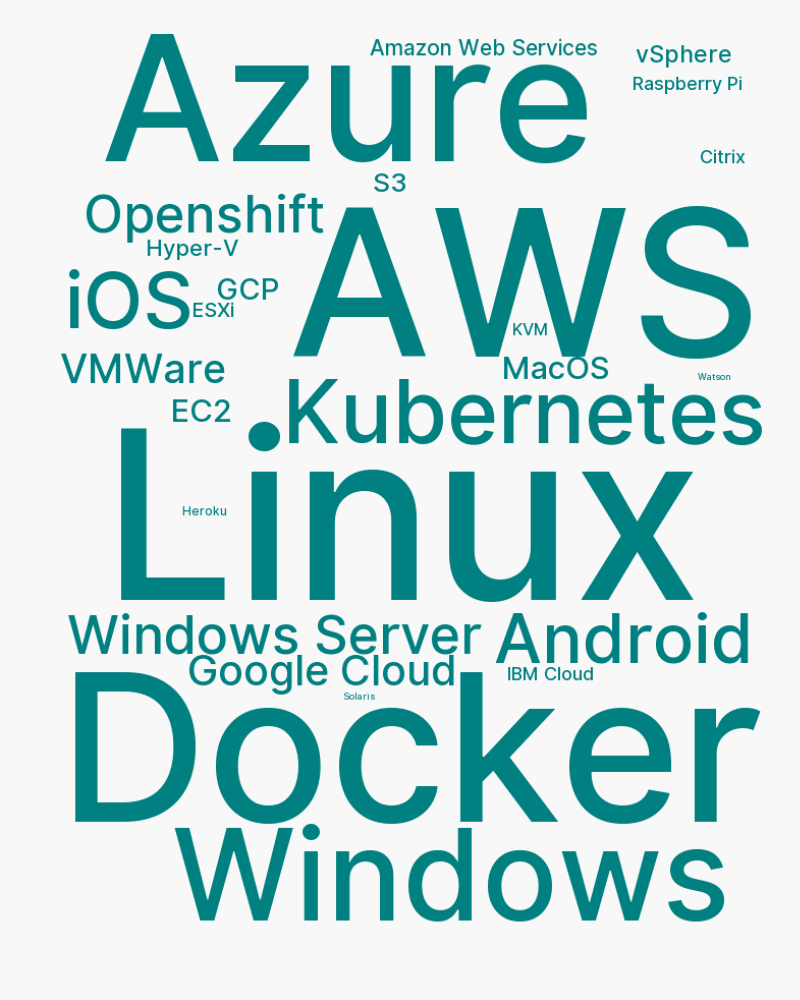 Amazon Web Services
vSphere
Azure
Raspberry Pi
Citrix
S3
Openshift
AWS
Hyper-V
iOS
GCP
ESXi
KVM
VMWare
MacOS
Watson
EC2
Kubernetes
Linux
Heroku
Windows Server
Android
Google Cloud
IBM Cloud
Solaris
Docker
Windows